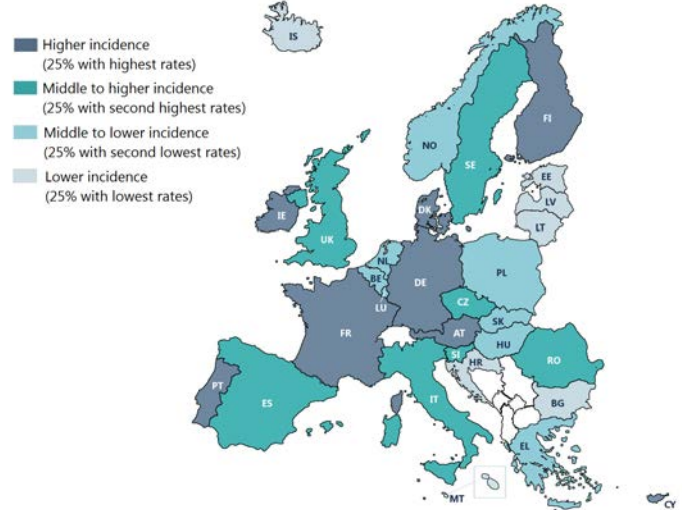 Higher incidence
(25% with highest rates)
Middle to higher incidence
(25% with second highest rates)
Middle to lower incidence
(25% with second lowest rates)
Lower incidence
(25% with lowest rates)
IS
FI
NO
SE
EE
LV
LT
DK
IE
UK
NL
BE
DE
PL
LU
CZ
SK
FR
AT
HU
SI
HR
RO
PT
ES
IT
BG
EL
MT
CY